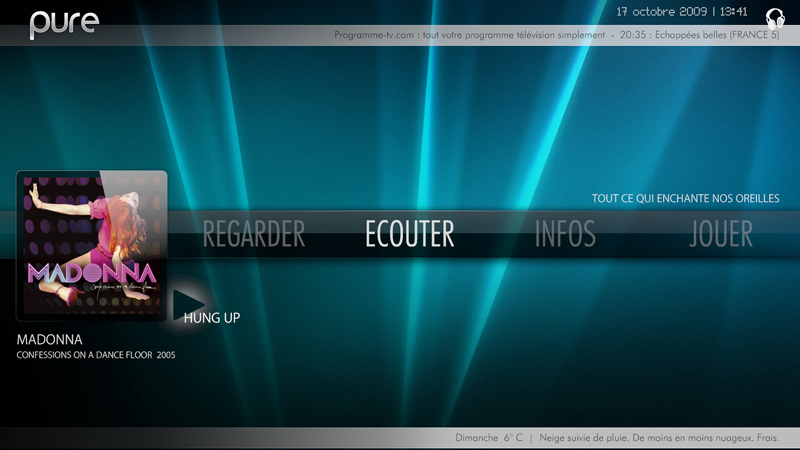 pure
17 octobre 2009 | 13:41
Programme-tv.com : tout votre programme télévision simplement - 20:35 : Echappées belles (FRANCE 5)
TOUT CE QUI ENCHANTE NOS OREILLES
REGARDER ECOUTER INFOS JOUER
MADONNA
Confessions on a dance floor
HUNG UP
MADONNA
CONFESSIONS ON A DANCE FLOOR 2005
Dimanche 6° C | Neige suivie de pluie. De moins en moins nuageux. Frais.